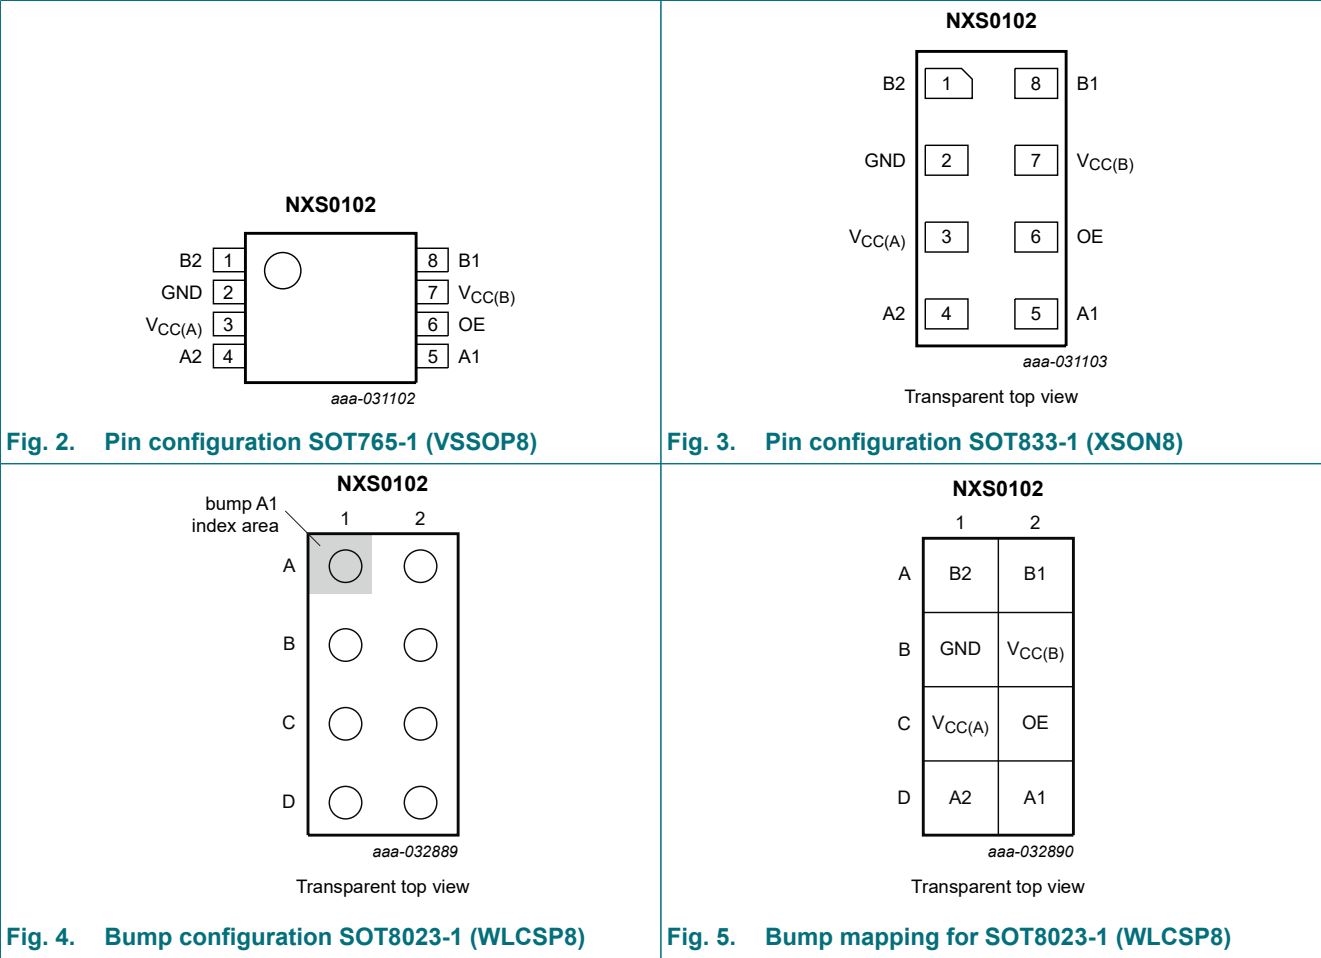 NXS0102
B2 1 8 B1
GND 2 7 VCC(B)
VCC(A) 3 6 OE
A2 4 5 A1
aaa-031102
Fig. 2. Pin configuration SOT765-1 (VSSOP8)
NXS0102
B2 1 8 B1
GND 2 7 VCC(B)
VCC(A) 3 6 OE
A2 4 5 A1
aaa-031103
Transparent top view
Fig. 3. Pin configuration SOT833-1 (XSON8)
NXS0102
bump A1
index area
1 2
A
B
C
D
aaa-032889
Transparent top view
Fig. 4. Bump configuration SOT8023-1 (WLCSP8)
NXS0102
1 2
A B2 B1
B GND VCC(B)
C VCC(A) OE
D A2 A1
aaa-032890
Transparent top view
Fig. 5. Bump mapping for SOT8023-1 (WLCSP8)